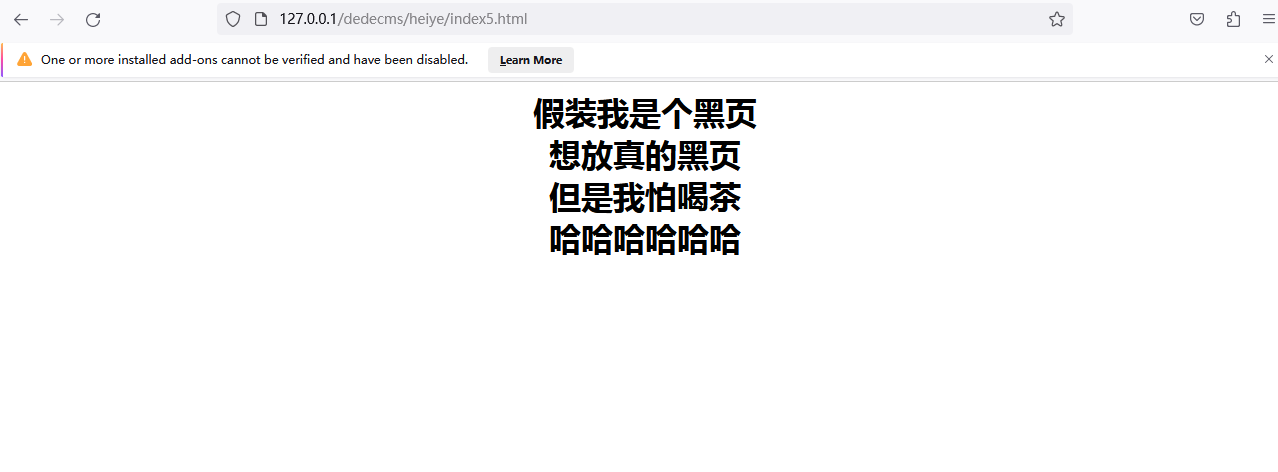 127.0.0.1/dedecms/heiye/index5.html
One or more installed add-ons cannot be verified and have been disabled. Learn More
假装我是个黑页
想放真的黑页
但是我怕喝茶
哈哈哈哈哈哈